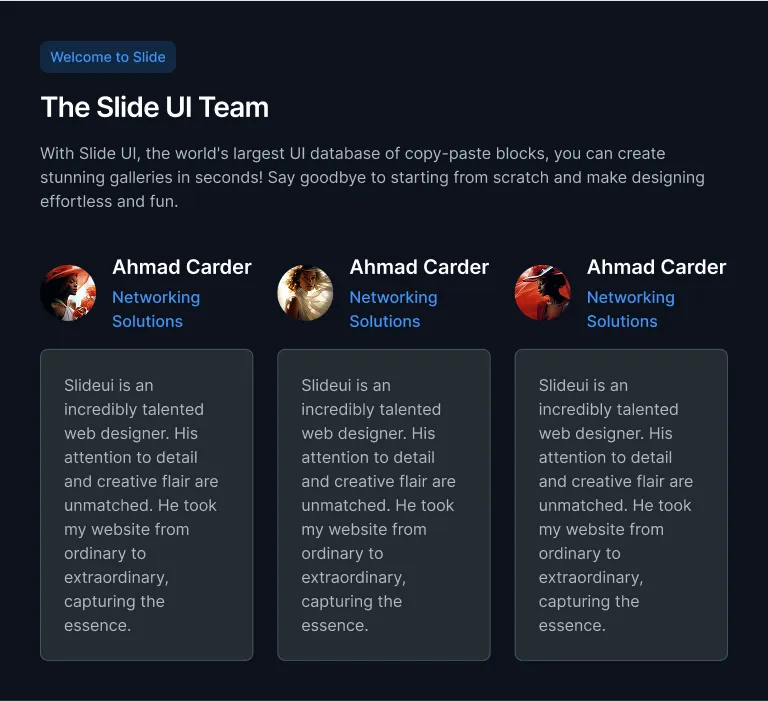 Welcome to Slide
The Slide UI Team
With Slide UI, the world's largest UI database of copy-paste blocks, you can create
stunning galleries in seconds! Say goodbye to starting from scratch and make designing
effortless and fun.
Ahmad Carder
Networking
Solutions
Slideui is an
incredibly talented
web designer. His
attention to detail
and creative flair are
unmatched. He took
my website from
ordinary to
extraordinary,
capturing the
essence.
Ahmad Carder
Networking
Solutions
Slideui is an
incredibly talented
web designer. His
attention to detail
and creative flair are
unmatched. He took
my website from
ordinary to
extraordinary,
capturing the
essence.
Ahmad Carder
Networking
Solutions
Slideui is an
incredibly talented
web designer. His
attention to detail
and creative flair are
unmatched. He took
my website from
ordinary to
extraordinary,
capturing the
essence.